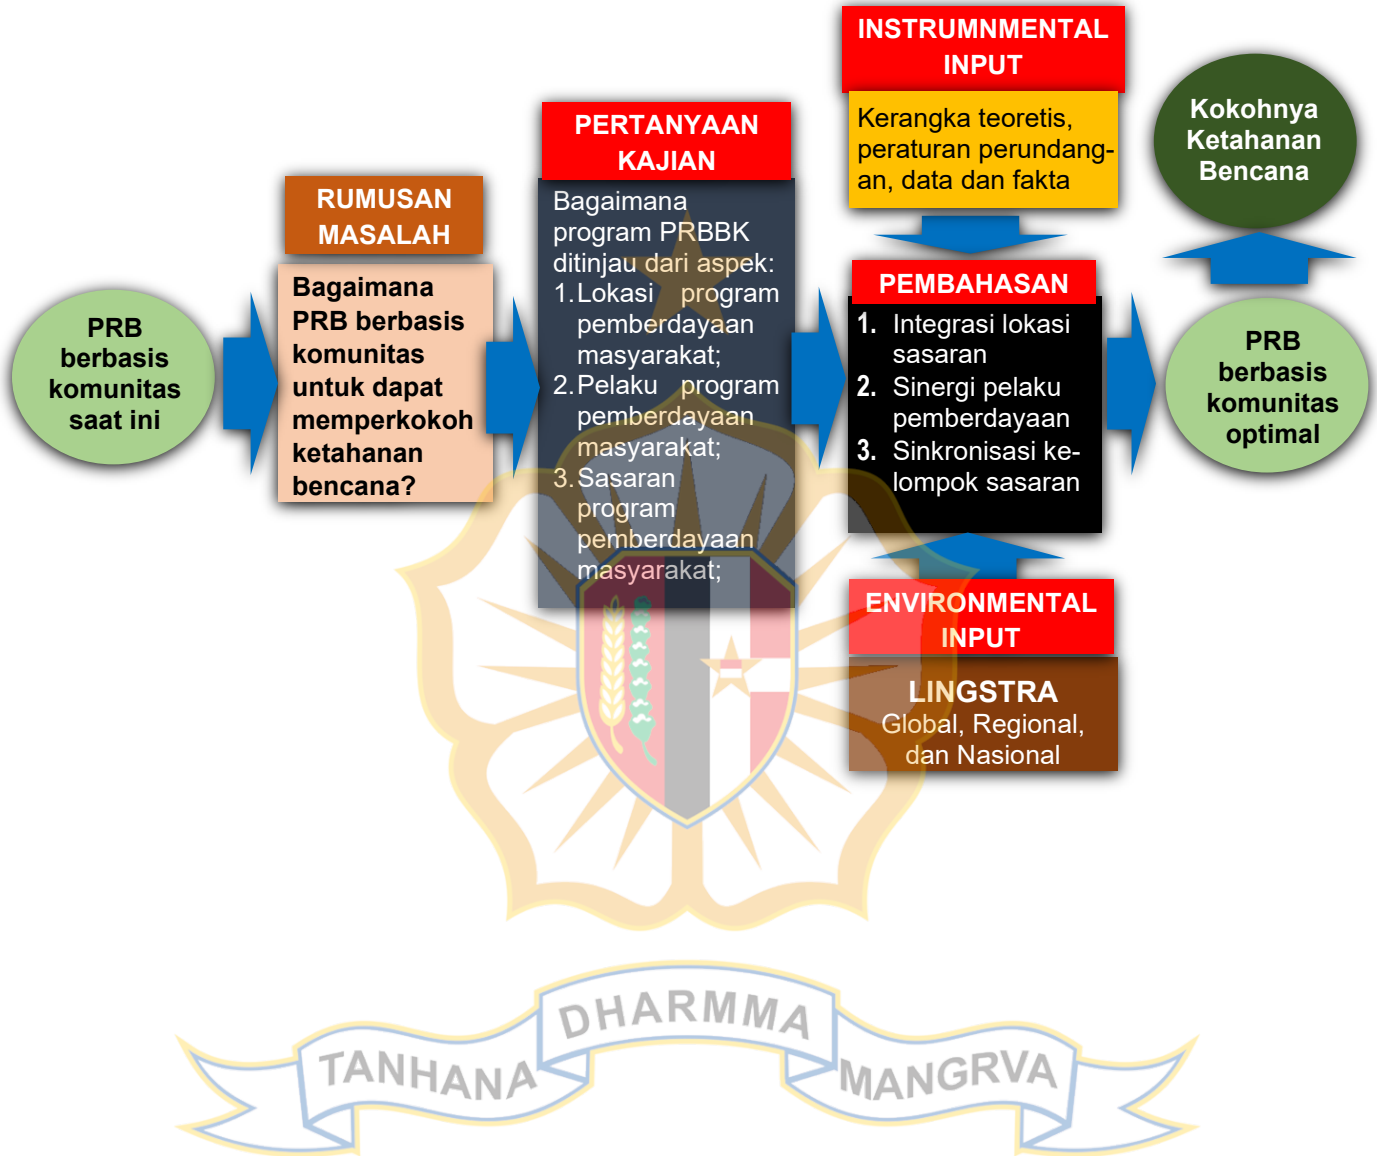 PRB
berbasis
komunitas
saat ini
RUMUSAN
MASALAH
Bagaimana
PRB berbasis
komunitas
untuk dapat
memperkokoh
ketahanan
bencana?
PERTANYAAN
KAJIAN
Bagaimana
program PRBBK
ditinjau dari aspek:
1. Lokasi program
pemberdayaan
masyarakat;
2. Pelaku program
pemberdayaan
masyarakat;
3. Sasaran
program
pemberdayaan
masyarakat;
INSTRUMNMENTAL
INPUT
Kerangka teoretis,
peraturan perundang-
an, data dan fakta
PEMBAHASAN
1. Integrasi lokasi
sasaran
2. Sinergi pelaku
pemberdayaan
3. Sinkronisasi ke-
lompok sasaran
ENVIRONMENTAL
INPUT
LINGSTRA
Global, Regional,
dan Nasional
Kokohnya
Ketahanan
Bencana
PRB
berbasis
komunitas
optimal
TANHANA DHARMMA MANGRVA